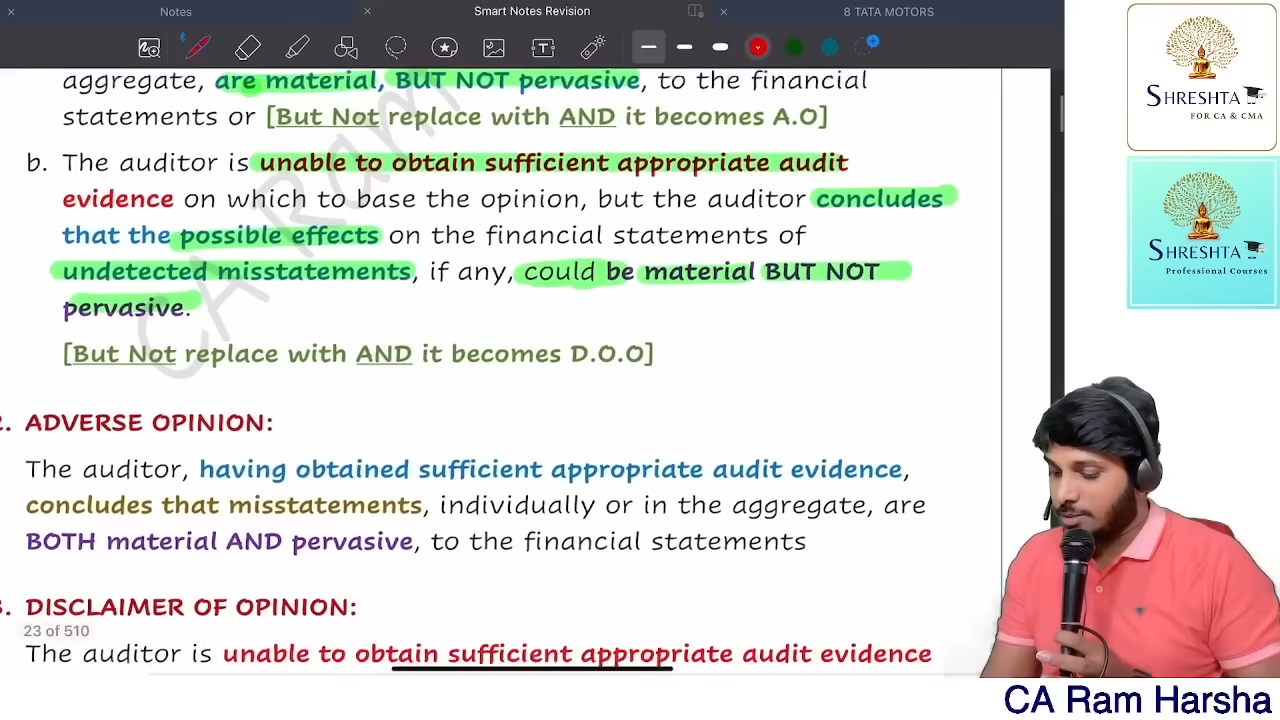 Notes
Smart Notes Revision
8 TATA MOTORS
aggregate, are material, BUT NOT pervasive, to the financial
statements or [But Not replace with AND it becomes A.O]
b. The auditor is unable to obtain sufficient appropriate audit
evidence on which to base the opinion, but the auditor concludes
that the possible effects on the financial statements of
undetected misstatements, if any, could be material BUT NOT
pervasive.
[But Not replace with AND it becomes D.O.O]
ADVERSE OPINION:
The auditor, having obtained sufficient appropriate audit evidence,
concludes that misstatements, individually or in the aggregate, are
BOTH material AND pervasive, to the financial statements
DISCLAIMER OF OPINION:
23 of 510
The auditor is unable to obtain sufficient appropriate audit evidence
CA Ram
SHRESHTA
FOR CA & CMA
SHRESHTA
Professional Courses
CA Ram Harsha